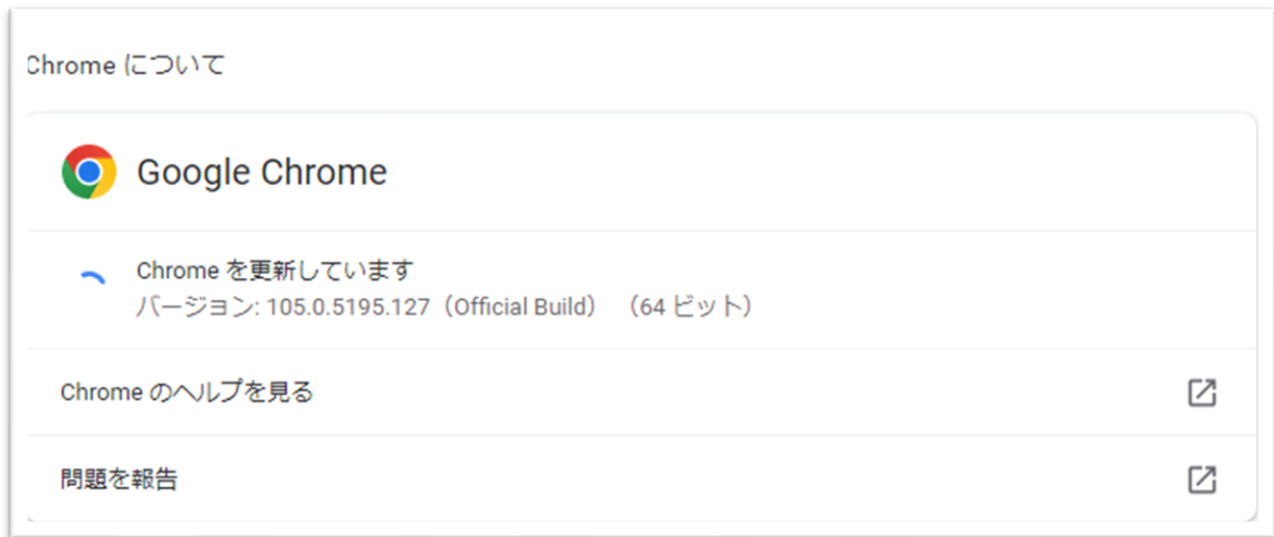 Chrome について
Google Chrome
Chrome を更新しています
バージョン: 105.0.5195.127（Official Build） （64 ビット）
Chrome のヘルプを見る
問題を報告